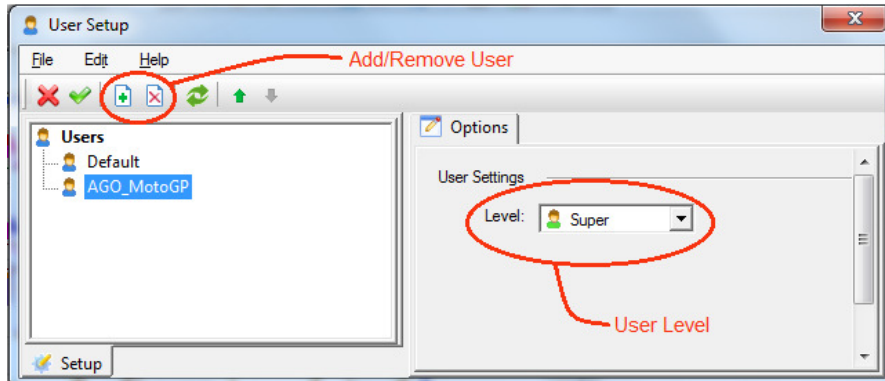 User Setup
File Edit Help
Add/Remove User
Options
Users
Default
AGO_MotoGP
User Settings
Level: Super
User Level
Setup